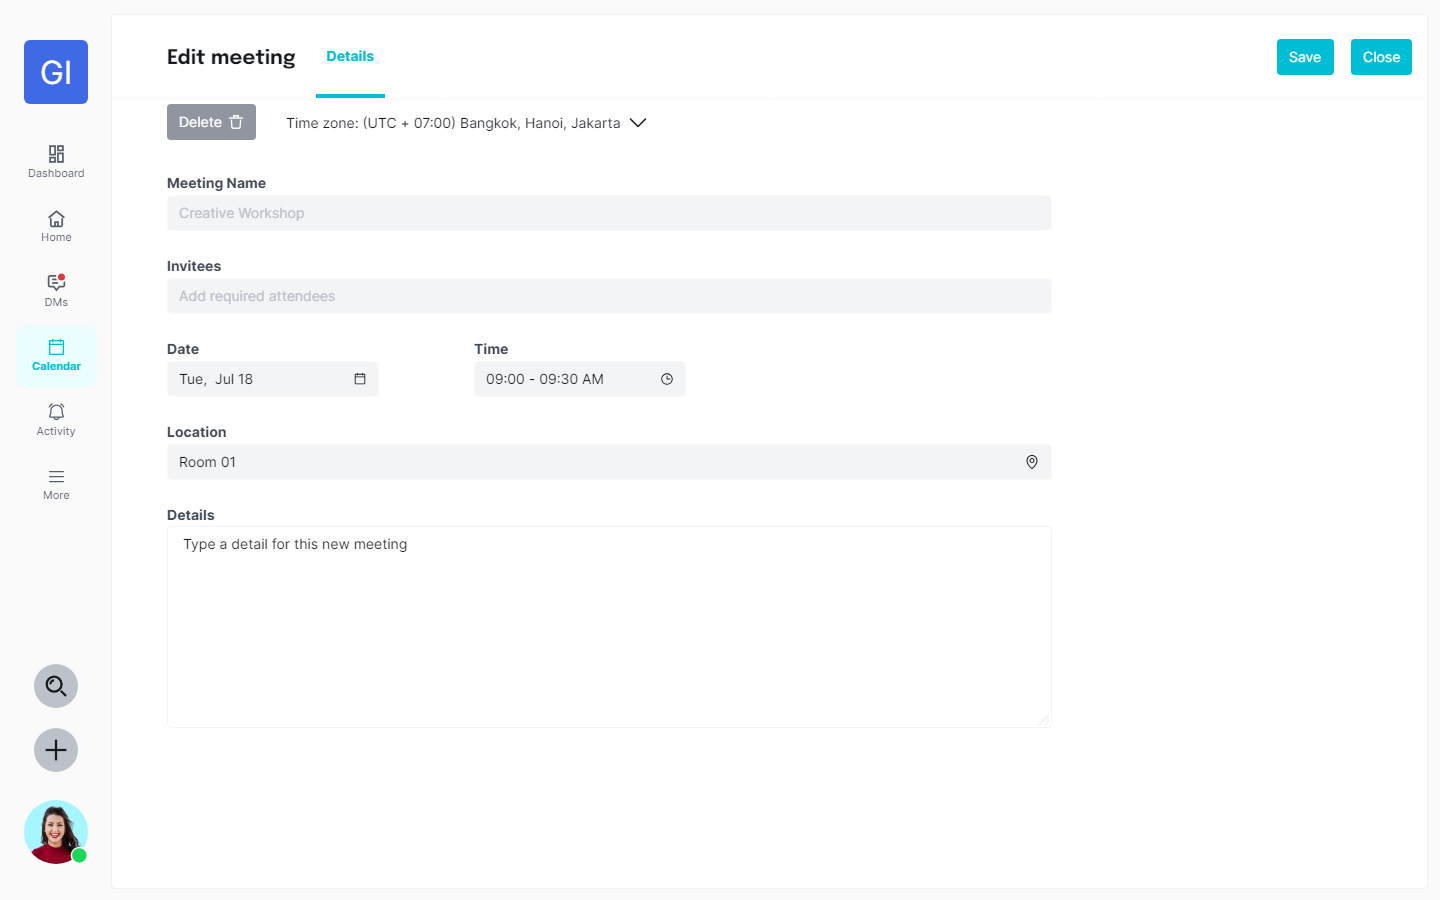 GI
Dashboard
Home
DMs
Calendar
Activity
More
Edit meeting
Details
Save
Close
Delete
Time zone: (UTC + 07:00) Bangkok, Hanoi, Jakarta
Meeting Name
Creative Workshop
Invitees
Add required attendees
Date
Time
Tue, Jul 18
09:00 - 09:30 AM
Location
Room 01
Details
Type a detail for this new meeting